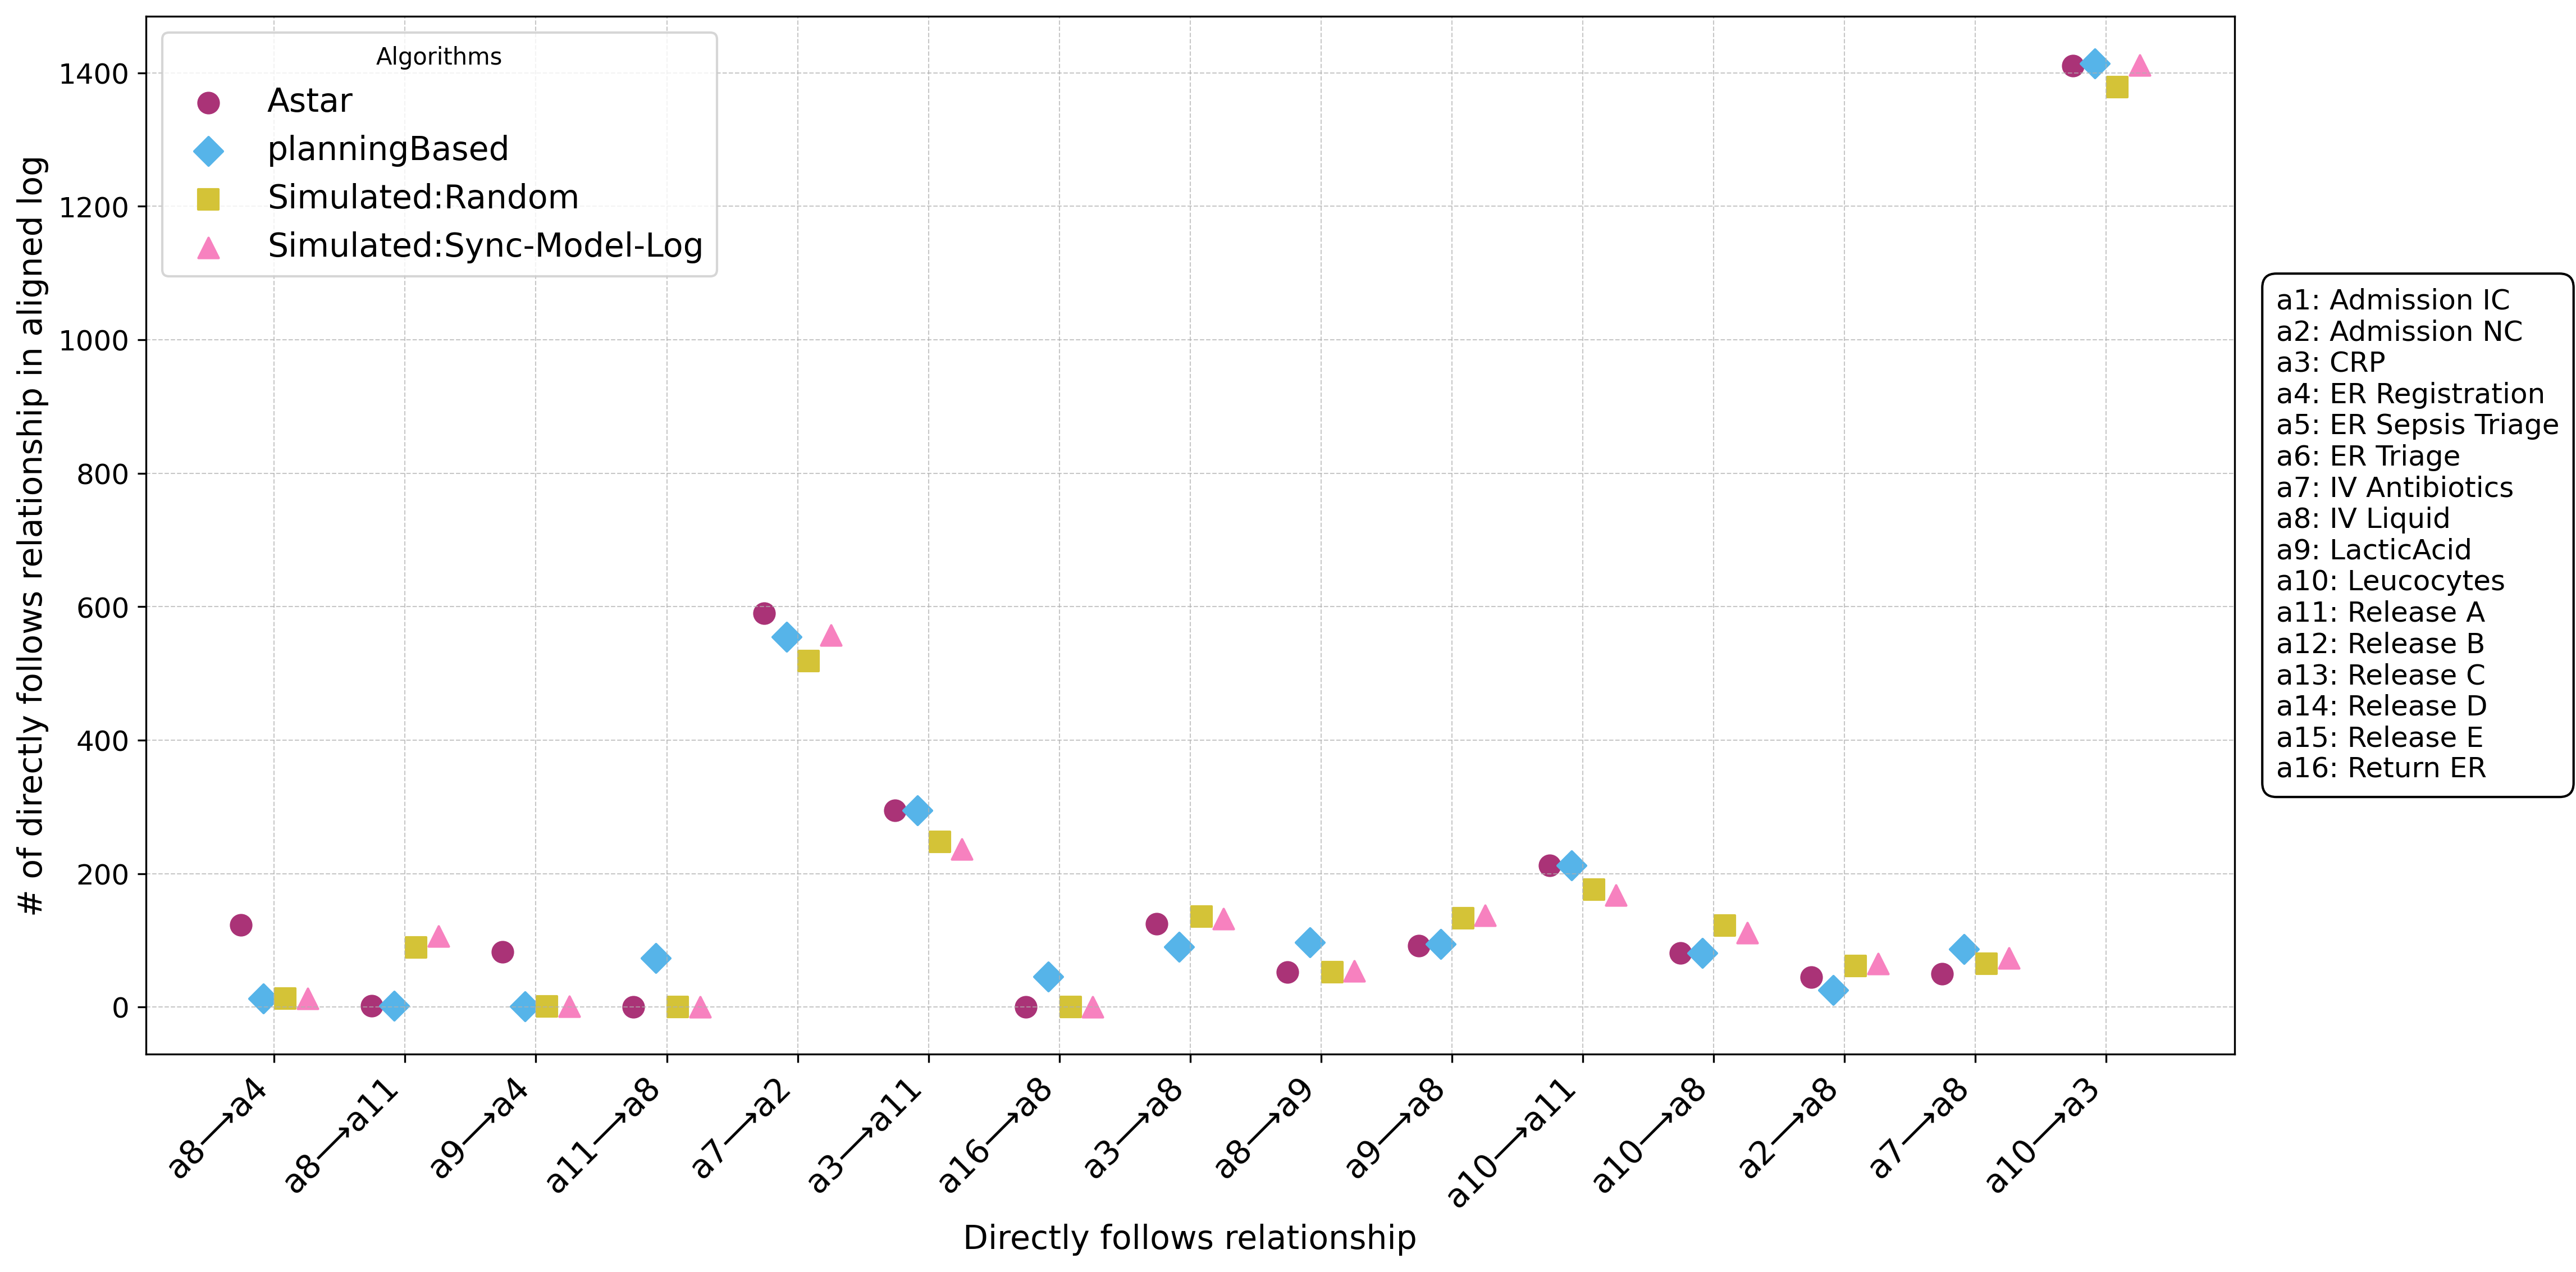 Algorithms
Astar
planningBased
Simulated:Random
Simulated:Sync-Model-Log
# of directly follows relationship in aligned log
1400
1200
1000
800
600
400
200
0
a8→a4
a8→a11
a9→a4
a11→a8
a7→a2
a3→a11
a16→a8
a3→a8
a8→a9
a9→a8
a10→a11
a10→a8
a2→a8
a7→a8
a10→a3
Directly follows relationship
a1: Admission IC
a2: Admission NC
a3: CRP
a4: ER Registration
a5: ER Sepsis Triage
a6: ER Triage
a7: IV Antibiotics
a8: IV Liquid
a9: LacticAcid
a10: Leucocytes
a11: Release A
a12: Release B
a13: Release C
a14: Release D
a15: Release E
a16: Return ER